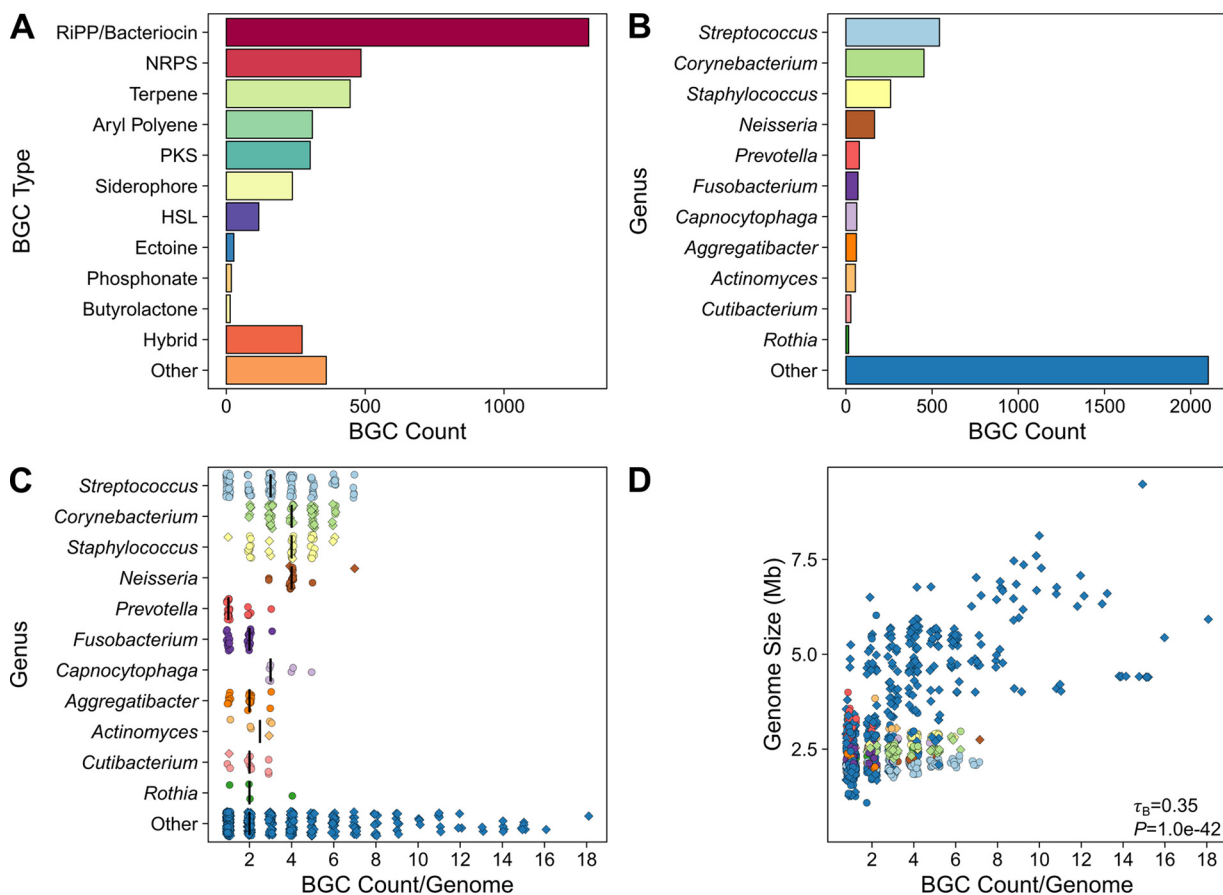 A
RiPP/Bacteriocin
NRPS
Terpene
Aryl Polyene
PKS
Siderophore
HSL
Ectoine
Phosphonate
Butyrolactone
Hybrid
Other
BGC Type
0 500 1000
BGC Count
B
Streptococcus
Corynebacterium
Staphylococcus
Neisseria
Prevotella
Fusobacterium
Capnocytophaga
Aggregatibacter
Actinomyces
Cutibacterium
Rothia
Other
Genus
0 500 1000 1500 2000
BGC Count
C
Streptococcus
Corynebacterium
Staphylococcus
Neisseria
Prevotella
Fusobacterium
Capnocytophaga
Aggregatibacter
Actinomyces
Cutibacterium
Rothia
Other
Genus
2 4 6 8 10 12 14 16 18
BGC Count/Genome
D
7.5
5.0
2.5
Genome Size (Mb)
τB=0.35
P=1.0e-42
2 4 6 8 10 12 14 16 18
BGC Count/Genome